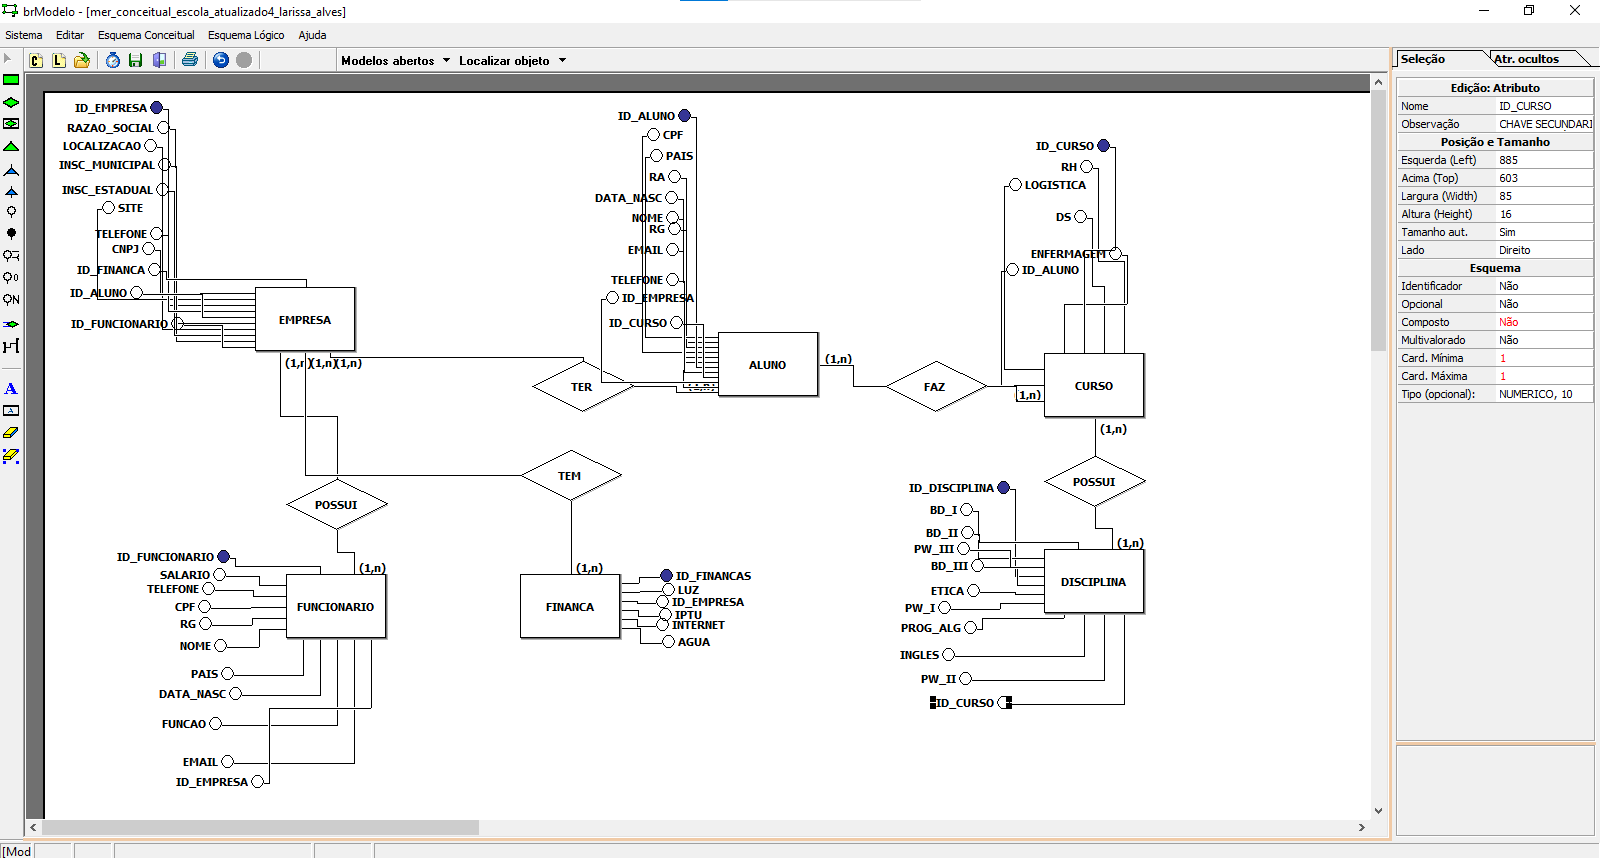 brModelo - [mer_conceitual_escola_atualizado4_larissa_alves]
Sistema Editar Esquema Conceitual Esquema Lógico Ajuda
C L Modelos abertos Localizar objeto
Seleção Atr. ocultos
Edição: Atributo
Nome ID_CURSO
Observação CHAVE SECUNDARI
Posição e Tamanho
Esquerda (Left) 885
Acima (Top) 603
Largura (Width) 85
Altura (Height) 16
Tamanho aut. Sim
Lado Direito
Esquema
Identificador Não
Opcional Não
Composto Não
Multivalorado Não
Card. Mínima 1
Card. Máxima 1
Tipo (opcional): NUMERICO, 10
ID_EMPRESA
RAZAO_SOCIAL
LOCALIZACAO
INSC_MUNICIPAL
INSC_ESTADUAL
SITE
TELEFONE
CNPJ
ID_FINANCA
ID_ALUNO
ID_FUNCIONARIO
EMPRESA
(1,n)(1,n)(1,n)
ID_ALUNO
CPF
PAIS
RA
DATA_NASC
NOME
RG
EMAIL
TELEFONE
ID_EMPRESA
ID_CURSO
ALUNO
(1,n)
TER
FAZ
ID_CURSO
RH
LOGISTICA
DS
ENFERMAGEM
ID_ALUNO
CURSO
(1,n)
(1,n)
TEM
POSSUI
POSSUI
(1,n)
ID_FUNCIONARIO
SALARIO
TELEFONE
CPF
RG
NOME
PAIS
DATA_NASC
FUNCAO
EMAIL
ID_EMPRESA
FUNCIONARIO
(1,n)
FINANCA
ID_FINANCAS
LUZ
ID_EMPRESA
IPTU
INTERNET
AGUA
(1,n)
ID_DISCIPLINA
BD_I
BD_II
PW_III
BD_III
ETICA
PW_I
PROG_ALG
INGLES
PW_II
ID_CURSO
DISCIPLINA
[Mod